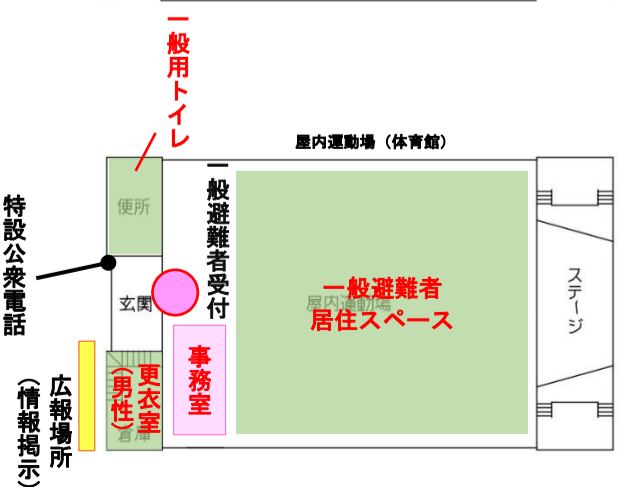 一般用トイレ
屋内運動場（体育館）
便所
一般避難者受付
特設公衆電話
玄関
屋内運動場
一般避難者
居住スペース
ステージ
事務室
更衣室
（男性）
倉庫
広報場所
（情報掲示）